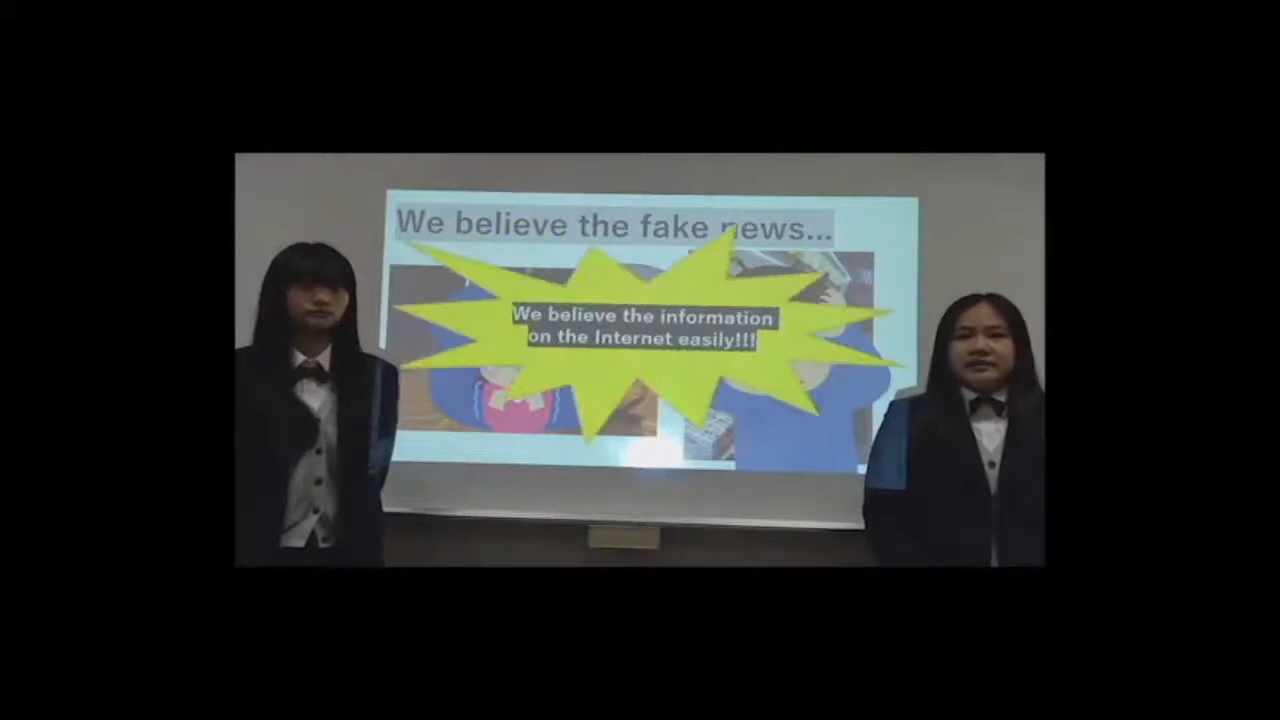 We believe the fake news...
We believe the information
on the Internet easily!!!